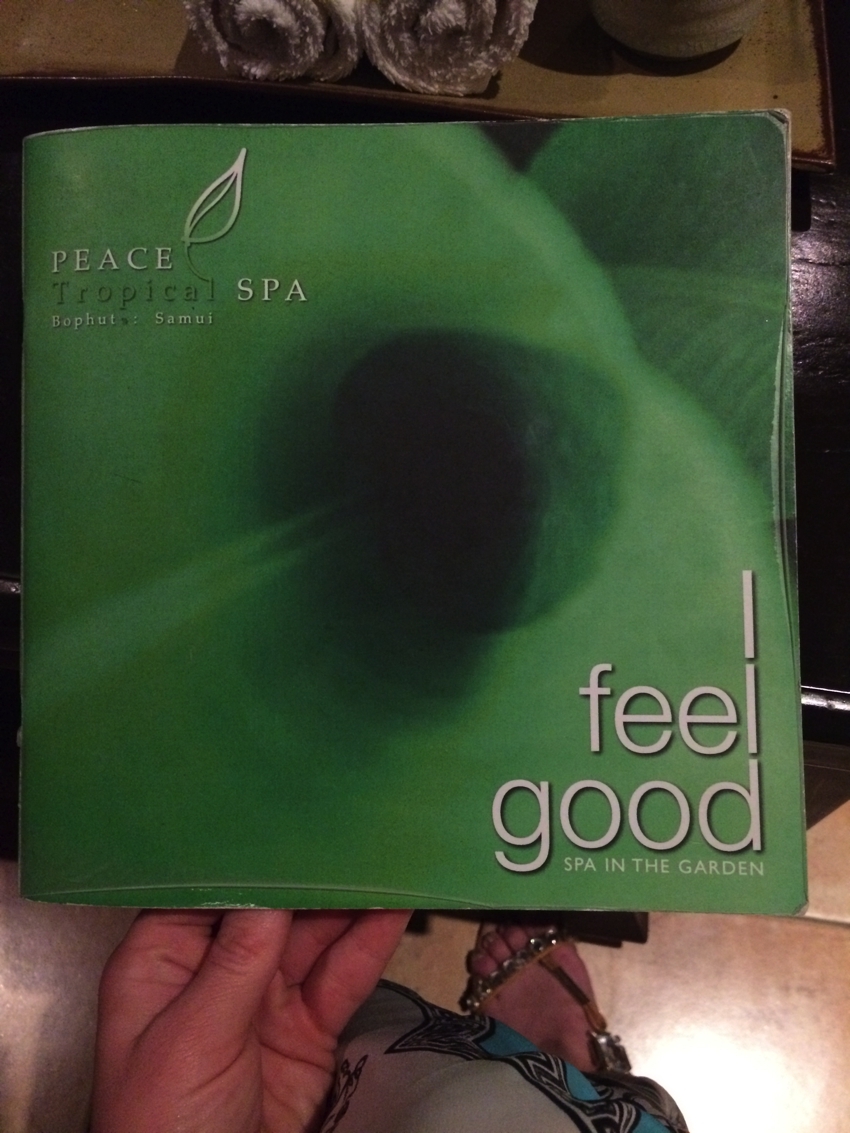 PEACE
Tropical SPA
Bophut : Samui
I
feel
good
SPA IN THE GARDEN